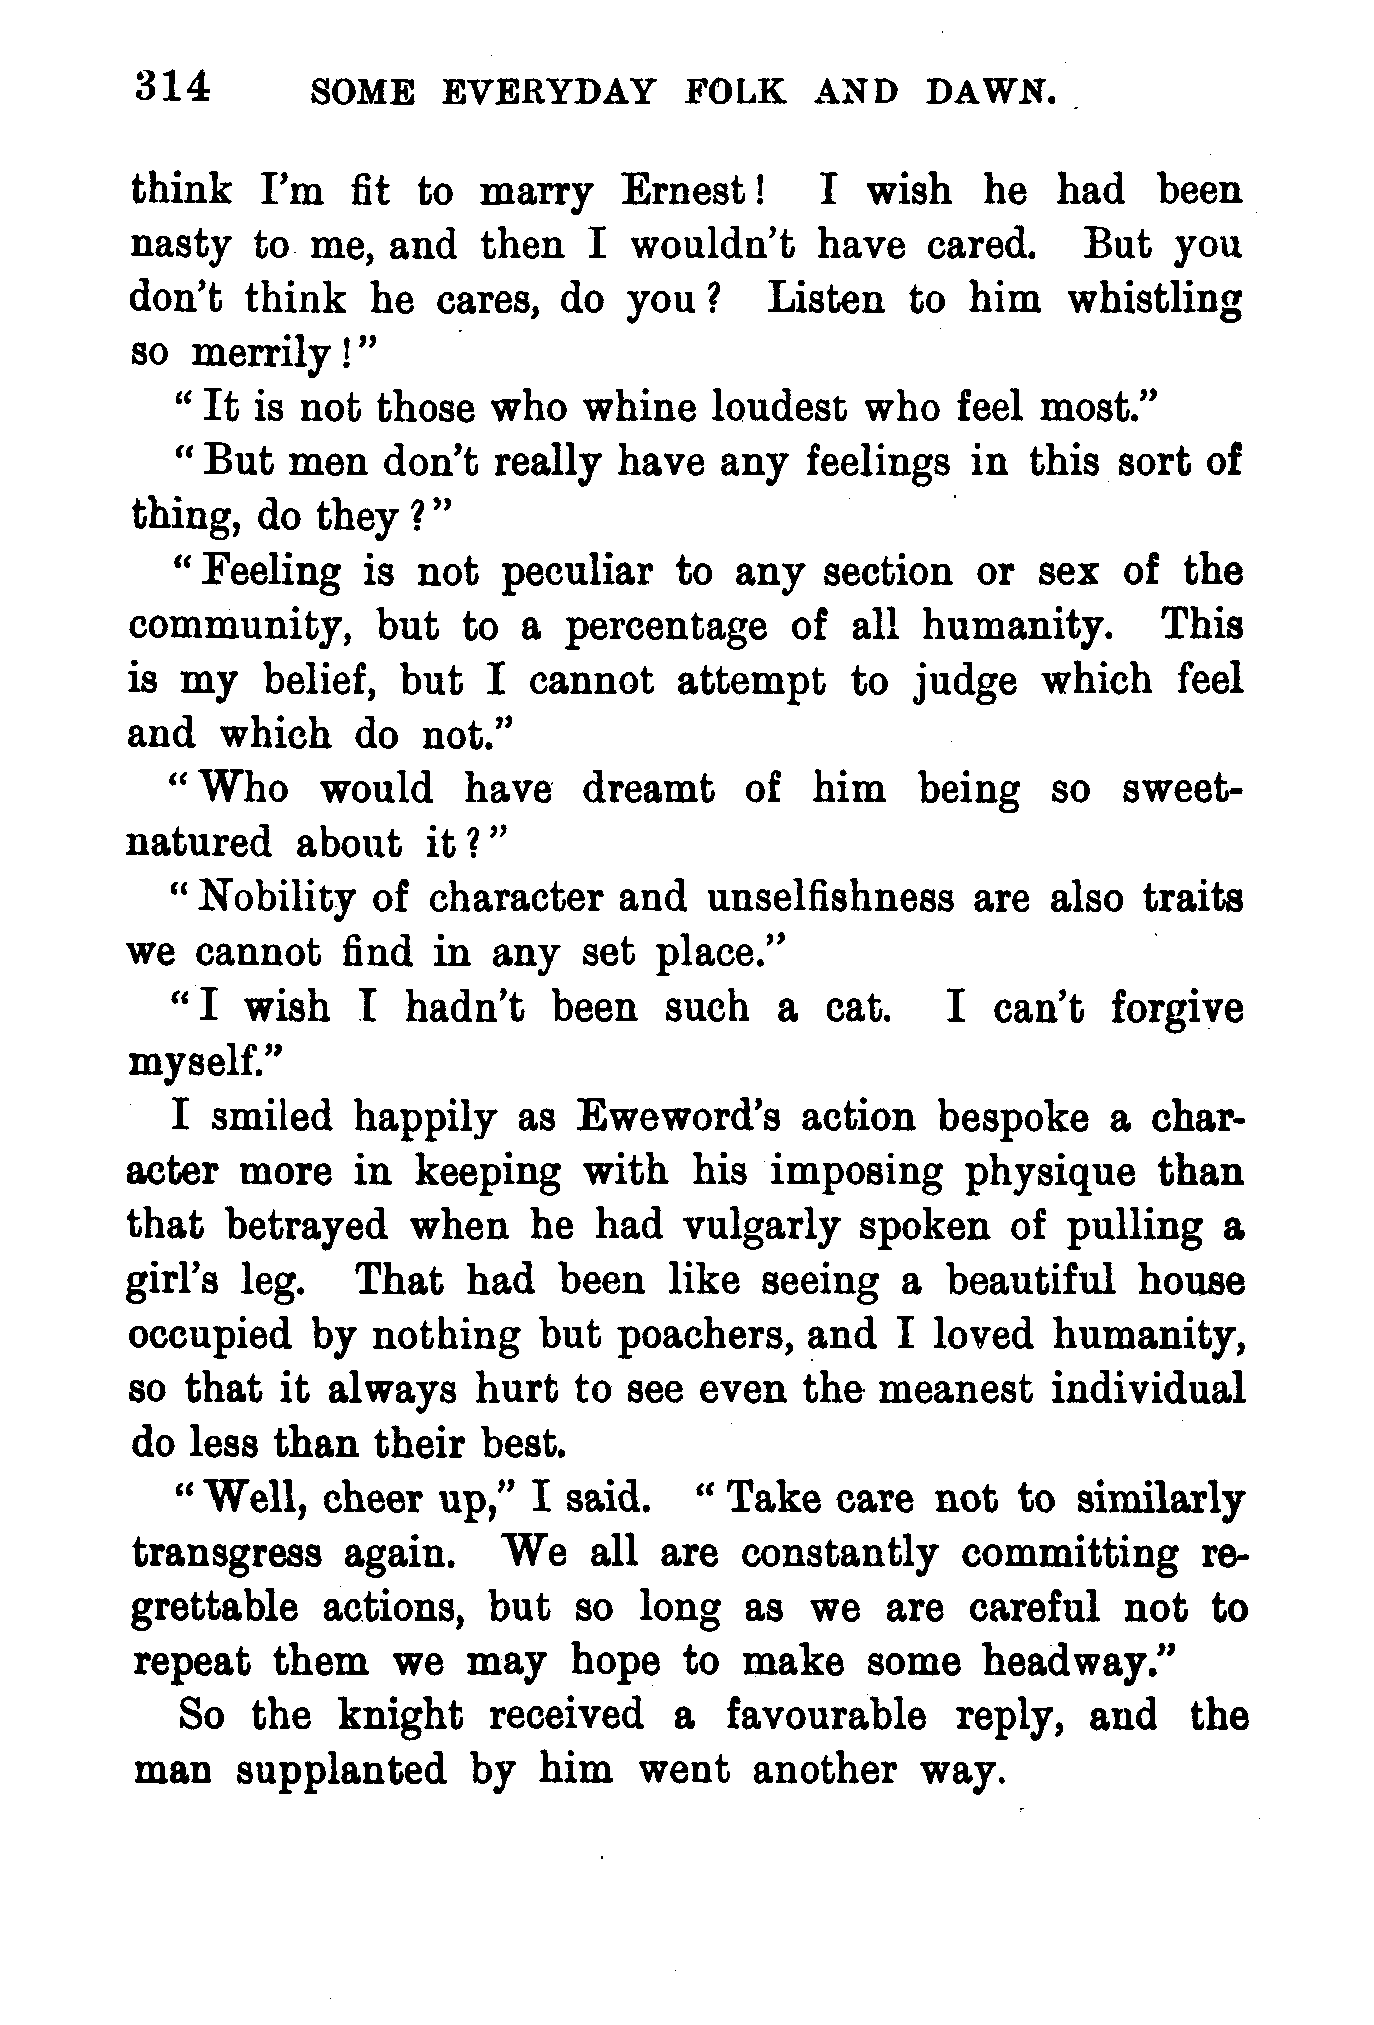 314 SOME EVERYDAY FOLK AND DAWN.
think I'm fit to marry Ernest! I wish he had been
nasty to me, and then I wouldn't have cared. But you
don't think he cares, do you? Listen to him whistling
so merrily!"
"It is not those who whine loudest who feel most."
"But men don't really have any feelings in this sort of
thing, do they?"
"Feeling is not peculiar to any section or sex of the
community, but to a percentage of all humanity. This
is my belief, but I cannot attempt to judge which feel
and which do not."
"Who would have dreamt of him being so sweet-
natured about it?"
"Nobility of character and unselfishness are also traits
we cannot find in any set place."
"I wish I hadn't been such a cat. I can't forgive
myself."
I smiled happily as Eweword's action bespoke a char-
acter more in keeping with his imposing physique than
that betrayed when he had vulgarly spoken of pulling a
girl's leg. That had been like seeing a beautiful house
occupied by nothing but poachers, and I loved humanity,
so that it always hurt to see even the meanest individual
do less than their best.
"Well, cheer up," I said. "Take care not to similarly
transgress again. We all are constantly committing re-
grettable actions, but so long as we are careful not to
repeat them we may hope to make some headway."
So the knight received a favourable reply, and the
man supplanted by him went another way.